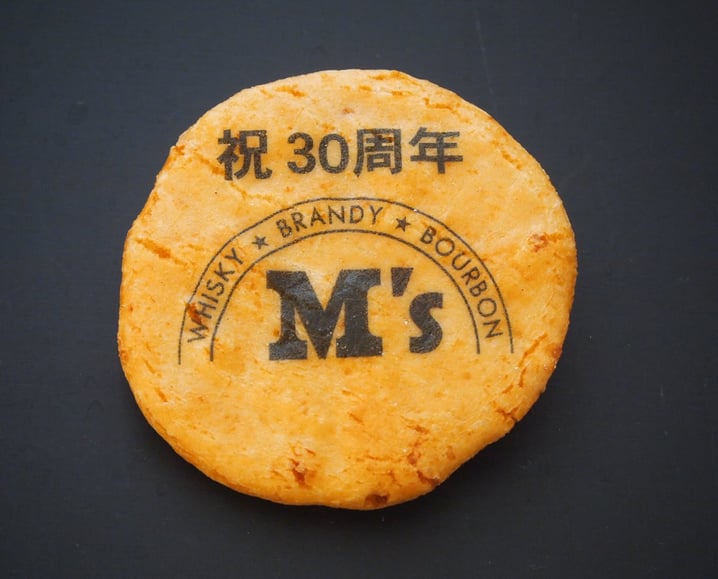 祝 30周年
WHISKY ★ BRANDY ★ BOURBON
M's